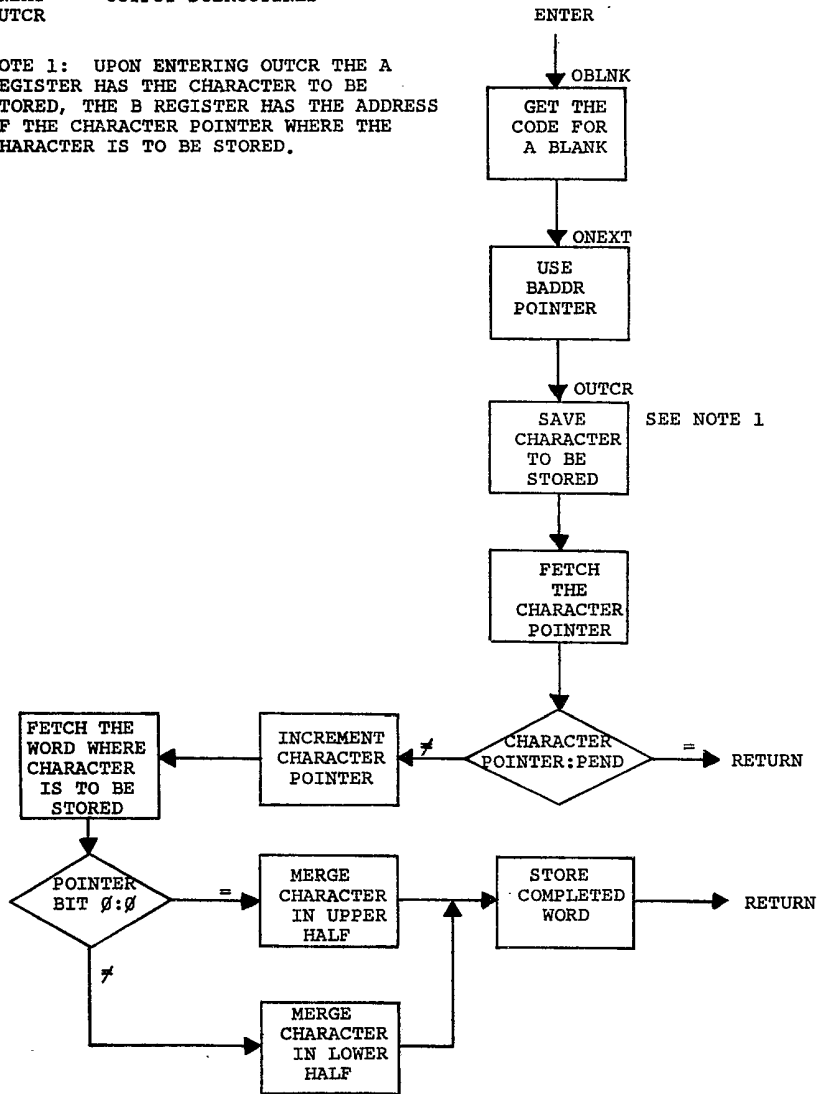 UTCR
OTE 1: UPON ENTERING OUTCR THE A
EGISTER HAS THE CHARACTER TO BE
TORED, THE B REGISTER HAS THE ADDRESS
F THE CHARACTER POINTER WHERE THE
HARACTER IS TO BE STORED.
ENTER
OBLNK
GET THE
CODE FOR
A BLANK
ONEXT
USE
BADDR
POINTER
OUTCR
SAVE
CHARACTER
TO BE
STORED
SEE NOTE 1
FETCH
THE
CHARACTER
POINTER
CHARACTER
POINTER:PEND
=
RETURN
≠
INCREMENT
CHARACTER
POINTER
FETCH THE
WORD WHERE
CHARACTER
IS TO BE
STORED
POINTER
BIT Ø:Ø
=
MERGE
CHARACTER
IN UPPER
HALF
STORE
COMPLETED
WORD
RETURN
≠
MERGE
CHARACTER
IN LOWER
HALF